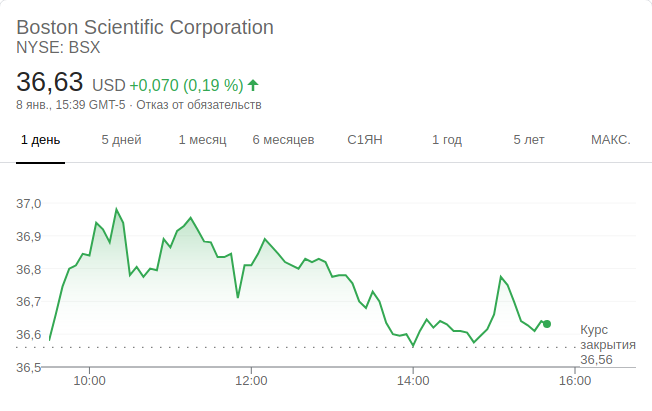 Boston Scientific Corporation
NYSE: BSX
36,63 USD +0,070 (0,19 %)
8 янв., 15:39 GMT-5 · Отказ от обязательств
1 день 5 дней 1 месяц 6 месяцев С1ЯН 1 год 5 лет МАКС.
37,0
36,9
36,8
36,7
36,6
36,5
Курс
закрытия
36,56
10:00 12:00 14:00 16:00